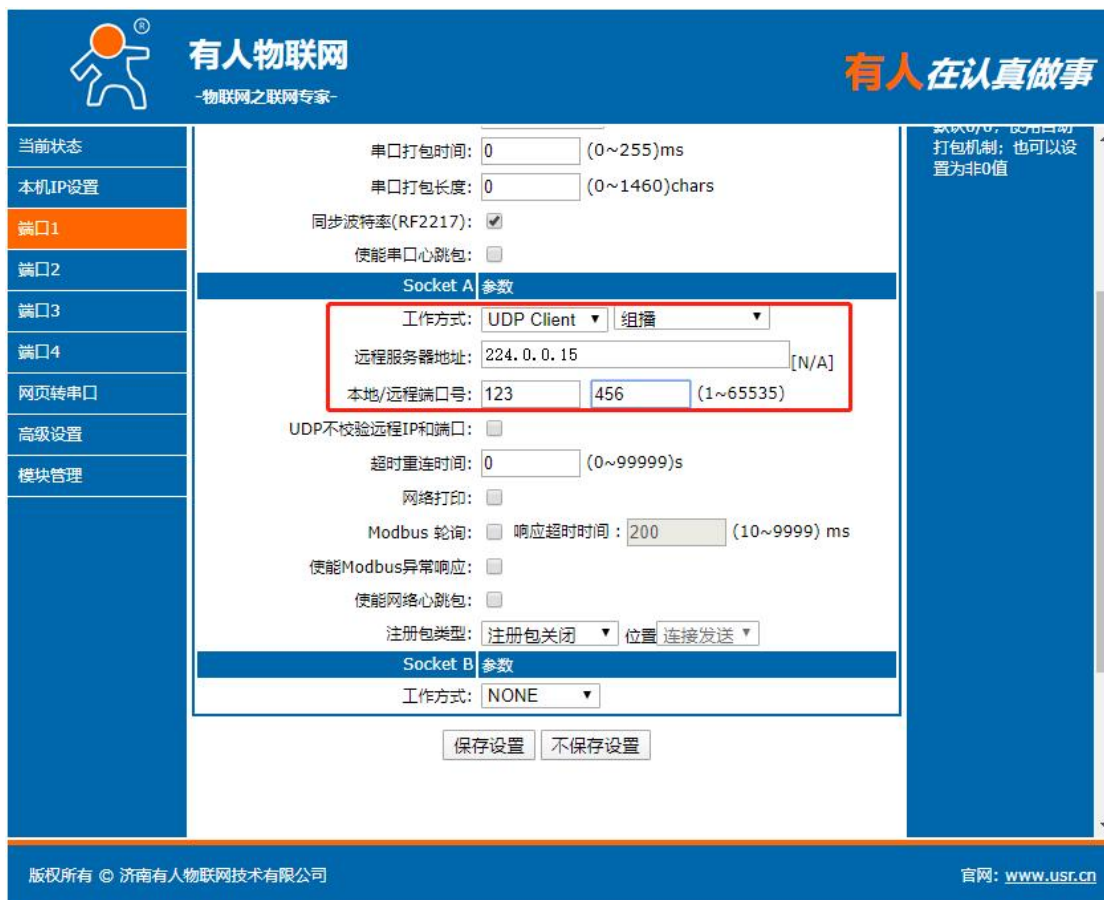 ®
有人物联网
-物联网之联网专家-
有人在认真做事
当前状态
本机IP设置
端口1
端口2
端口3
端口4
网页转串口
高级设置
模块管理
串口打包时间: 0 (0~255)ms
串口打包长度: 0 (0~1460)chars
同步波特率(RF2217):
使能串口心跳包:
Socket A 参数
工作方式: UDP Client 组播
远程服务器地址: 224.0.0.15 [N/A]
本地/远程端口号: 123 456 (1~65535)
UDP不校验远程IP和端口:
超时重连时间: 0 (0~99999)s
网络打印:
Modbus 轮询: 响应超时时间: 200 (10~9999) ms
使能Modbus异常响应:
使能网络心跳包:
注册包类型: 注册包关闭 位置 连接发送
Socket B 参数
工作方式: NONE
保存设置 不保存设置
默认0/0, 使用自动
打包机制; 也可以设
置为非0值
版权所有 © 济南有人物联网技术有限公司
官网: www.usr.cn